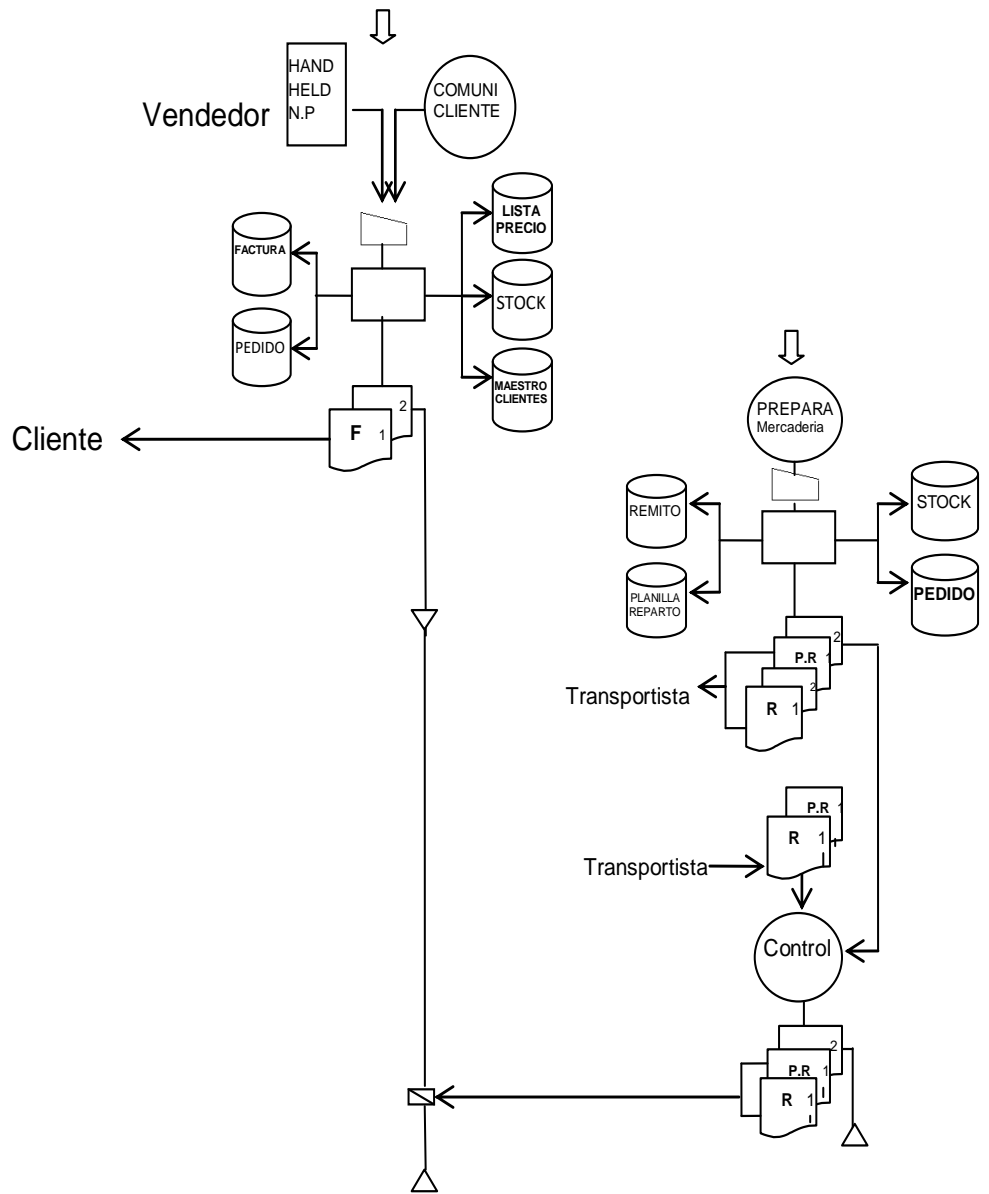 HAND
HELD
N.P
COMUNI
CLIENTE
Vendedor
LISTA
PRECIO
FACTURA
STOCK
PEDIDO
MAESTRO
CLIENTES
2
F 1
Cliente
PREPARA
Mercaderia
REMITO
STOCK
PLANILLA
REPARTO
PEDIDO
2
P.R 1
2
R 1
Transportista
P.R 1
R 1
Transportista
Control
2
P.R 1
R 1